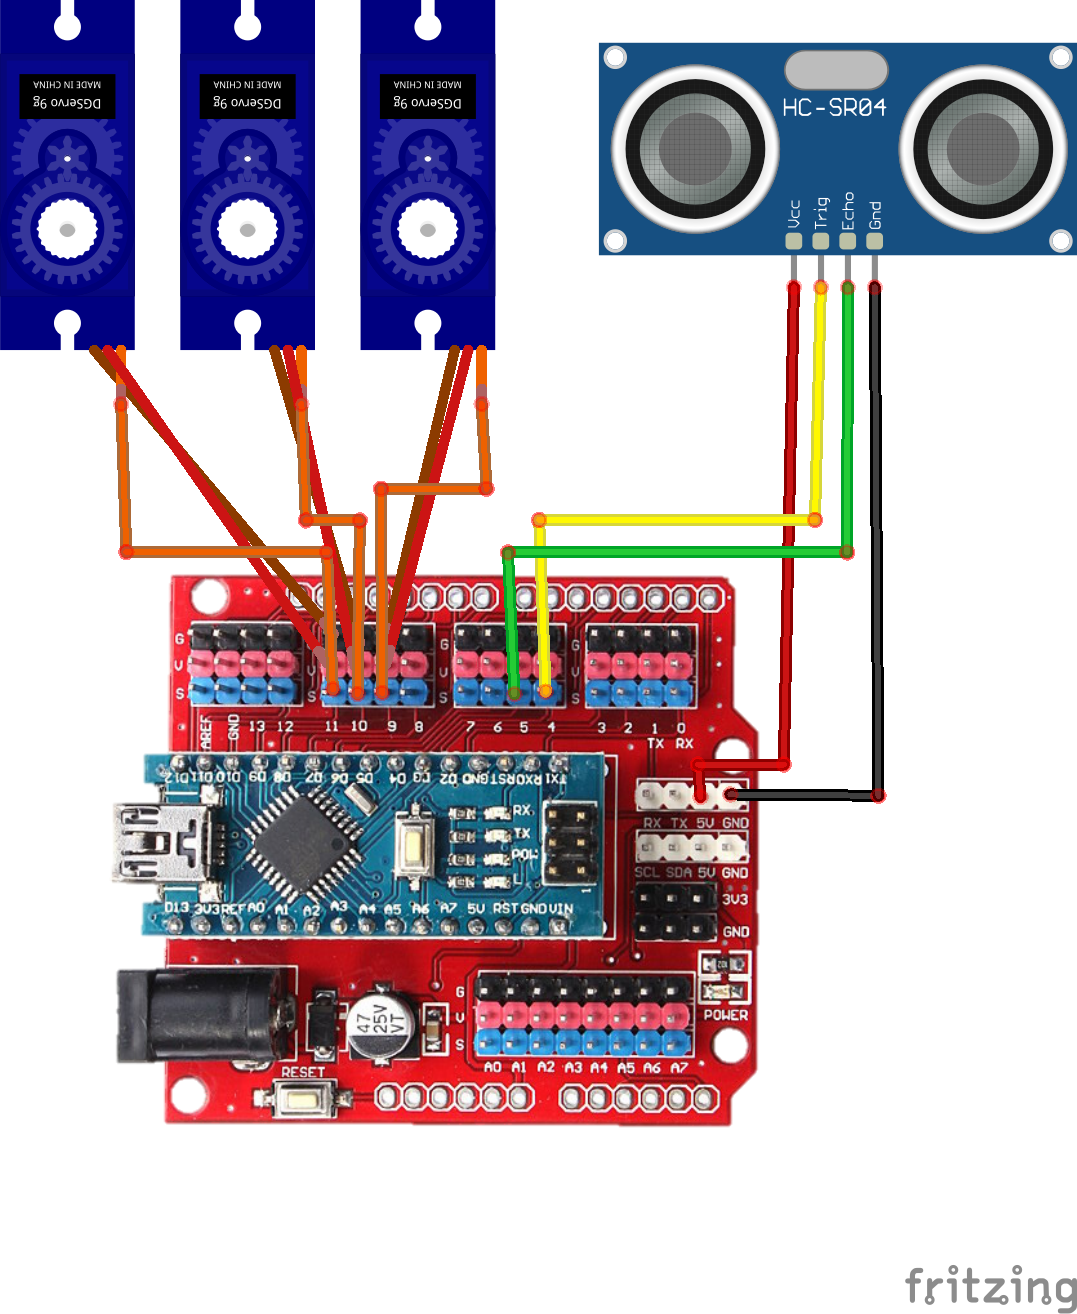 MADE IN CHINA
DGServo 9g
MADE IN CHINA
DGServo 9g
MADE IN CHINA
DGServo 9g
HC-SR04
Vcc
Trig
Echo
Gnd
G
V
S
G
V
S
G
V
S
AREF
GND
13
12
11
10
9
8
7
6
5
4
3
2
1
0
TX
RX
D12
D11
D10
D9
D8
D7
D6
D5
D4
D3
D2
GND
RST
RX0
TX1
RX
TX
POW
L
1
RX TX 5V GND
SCL SDA 5V GND
3V3
GND
D13 3V3 REF A0 A1 A2 A3 A4 A5 A6 A7 5V RST GND VIN
102
POWER
47
25V
VT
G
V
S
A0 A1 A2 A3 A4 A5 A6 A7
RESET
fritzing